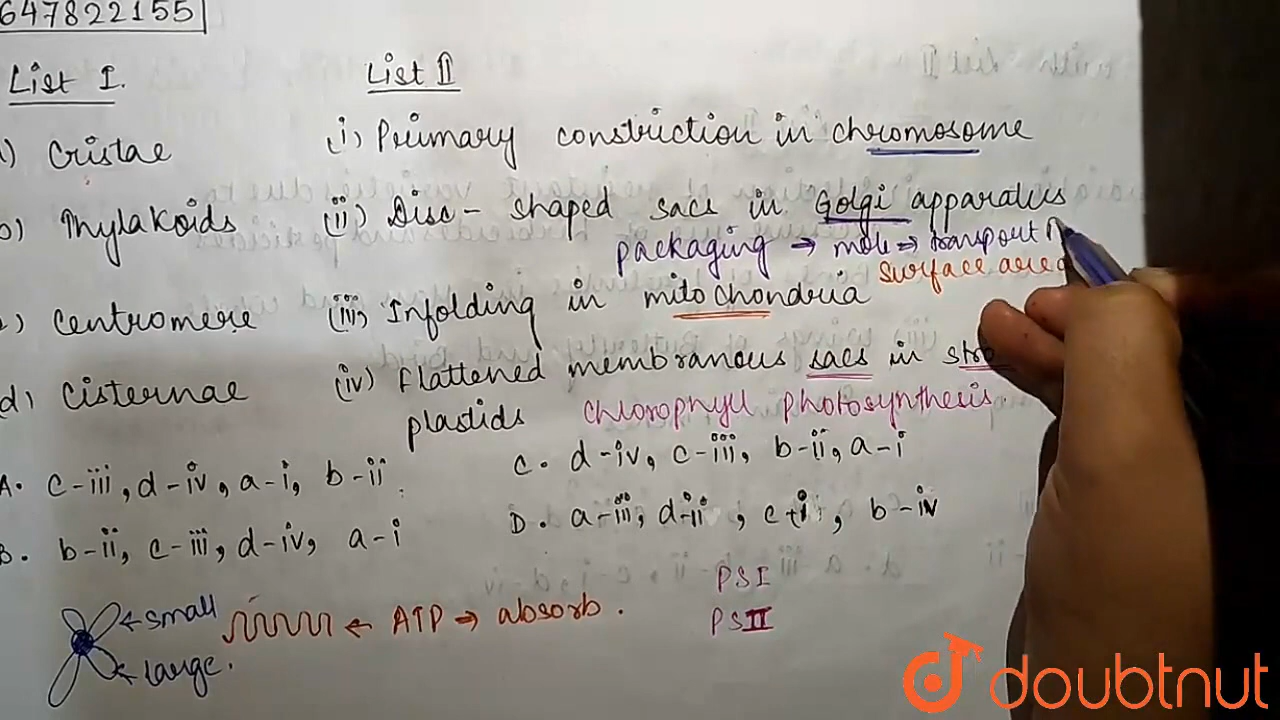 647822155
List I. List II
) Cristae (i) Primary constriction in chromosome
b) Thylakoids (ii) Disc - shaped sacs in Golgi apparatus
packaging → mole → transport
surface area
c) Centromere (iii) Infolding in mitochondria
d) Cisternae (iv) Flattened membranous sacs in stro
plastids chlorophyll photosynthesis.
A. c-iii, d-iv, a-i, b-ii. C. d-iv, c-iii, b-ii, a-i
B. b-ii, c-iii, d-iv, a-i D. a-iii, d-ii, c-i, b-iv
PS I
PS II
small ← ATP → absorb.
large.
doubtnut